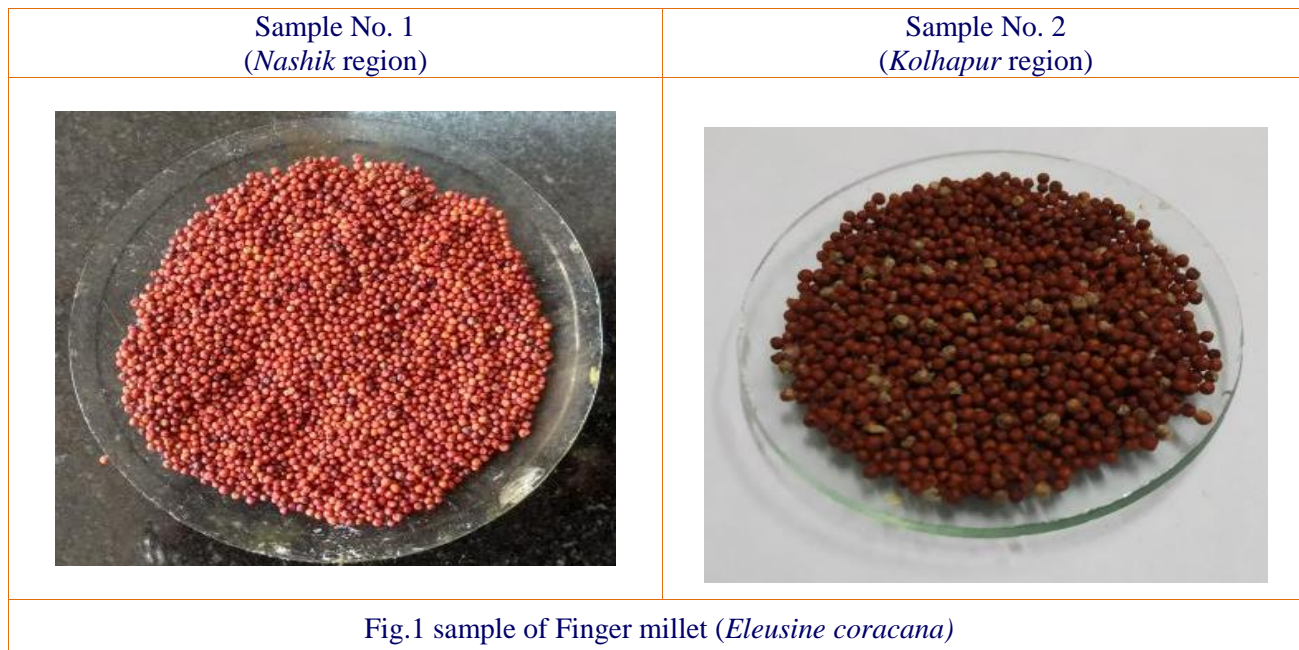 Sample No. 1
(Nashik region)
Sample No. 2
(Kolhapur region)
Fig.1 sample of Finger millet (Eleusine coracana)